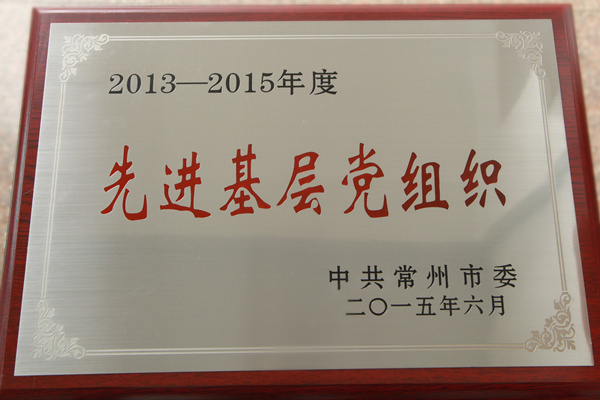 2013—2015年度
先进基层党组织
中共常州市委
二〇一五年六月